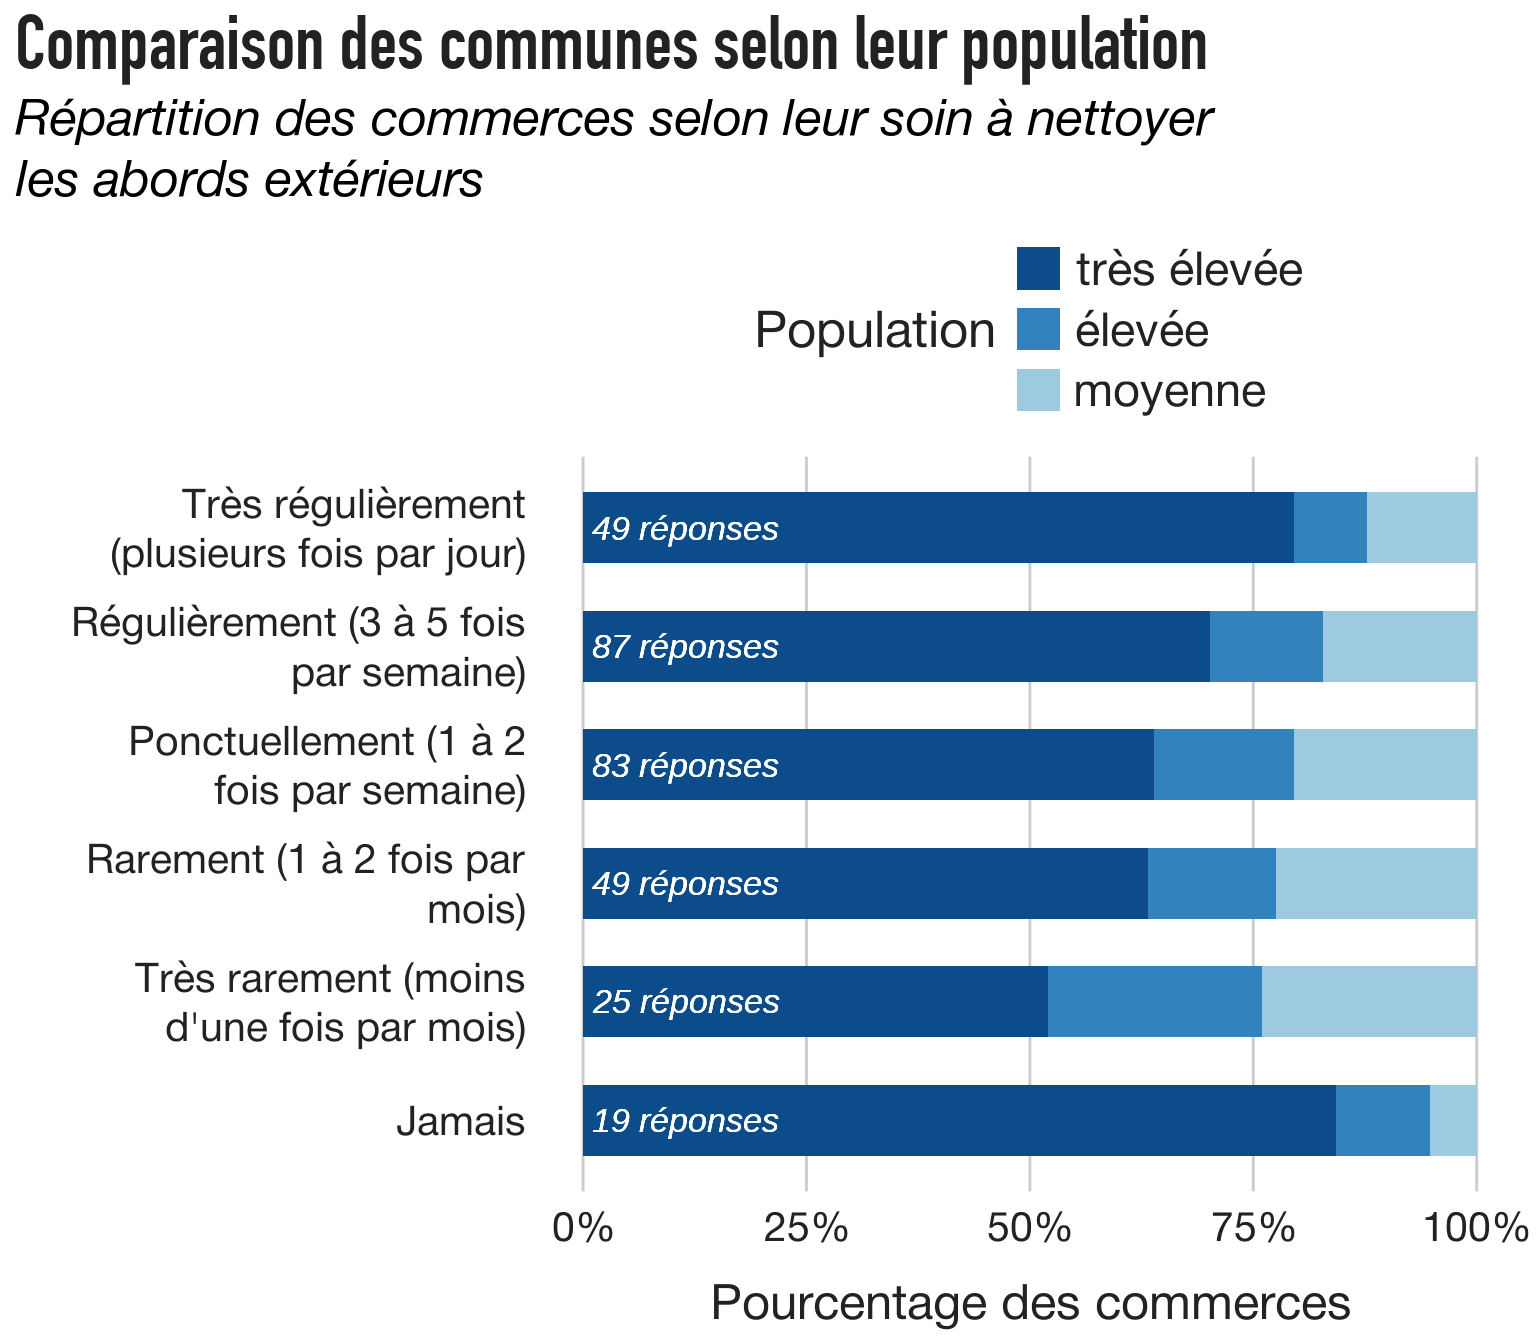 Comparaison des communes selon leur population
Répartition des commerces selon leur soin à nettoyer
les abords extérieurs
Population
très élevée
élevée
moyenne
Très régulièrement
(plusieurs fois par jour)
49 réponses
Régulièrement (3 à 5 fois
par semaine)
87 réponses
Ponctuellement (1 à 2
fois par semaine)
83 réponses
Rarement (1 à 2 fois par
mois)
49 réponses
Très rarement (moins
d'une fois par mois)
25 réponses
Jamais
19 réponses
0% 25% 50% 75% 100%
Pourcentage des commerces